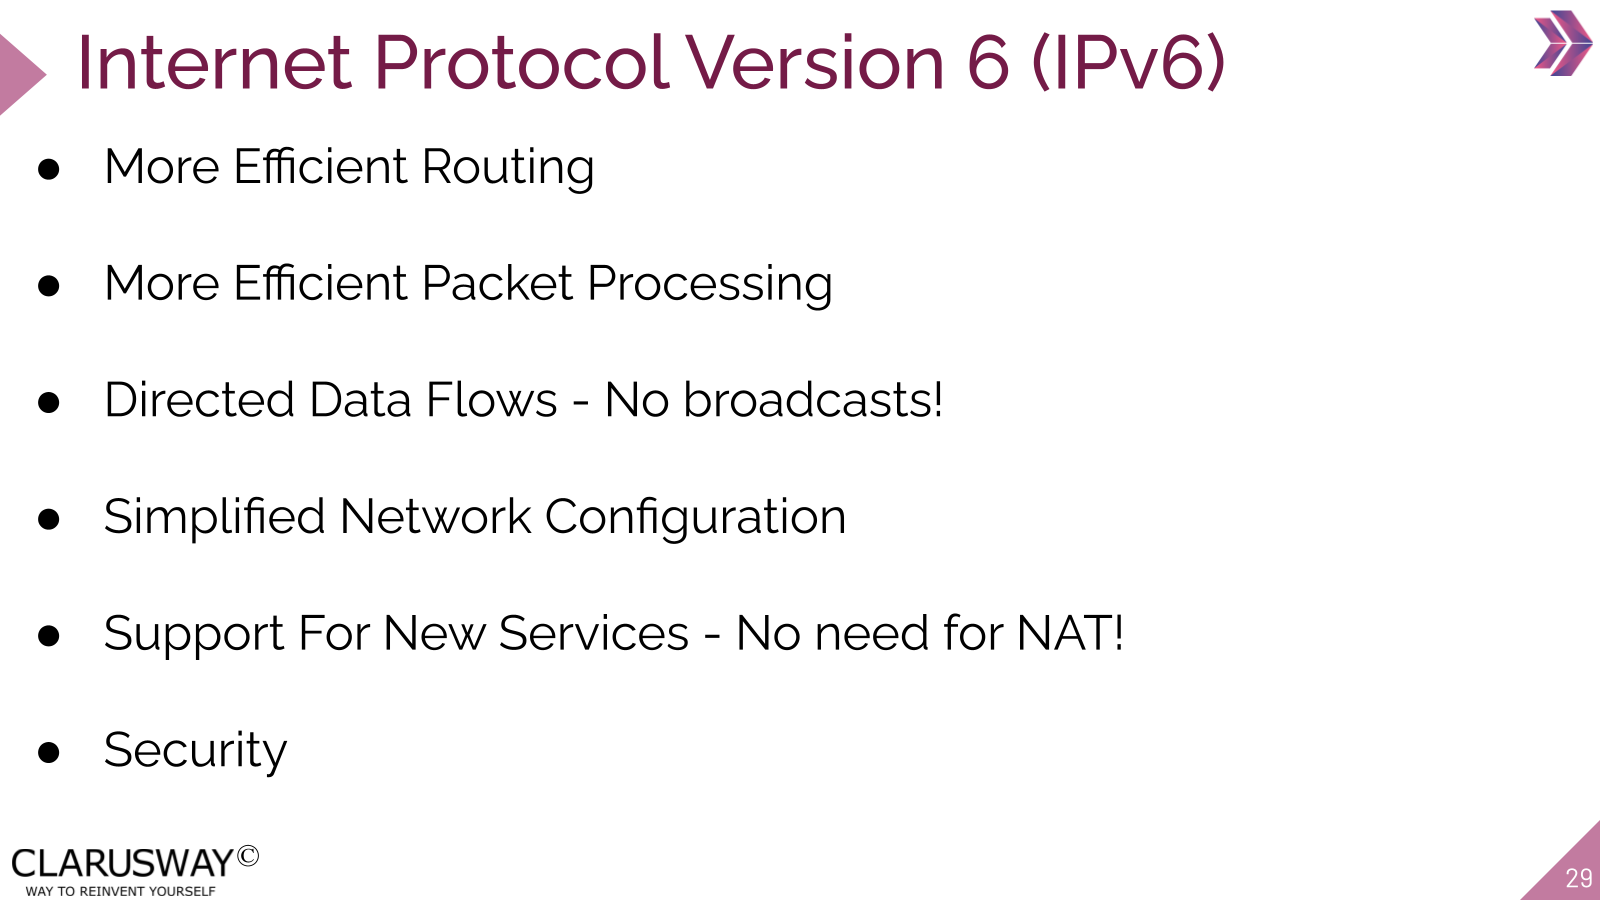 Internet Protocol Version 6 (IPv6)
● More Efficient Routing
● More Efficient Packet Processing
● Directed Data Flows - No broadcasts!
● Simplified Network Configuration
● Support For New Services - No need for NAT!
● Security
CLARUSWAY©
WAY TO REINVENT YOURSELF
29